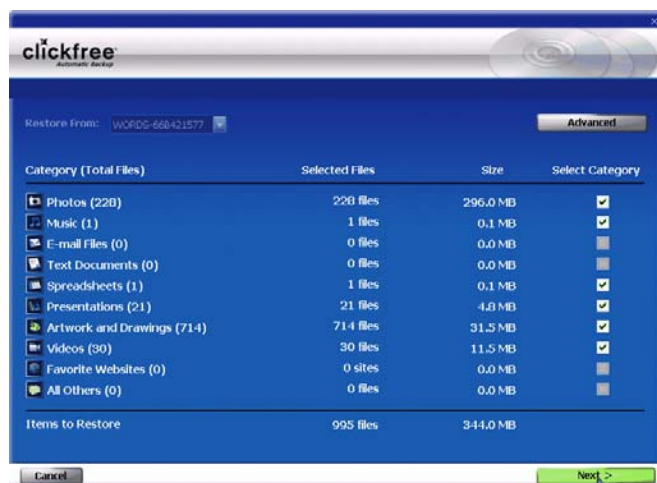 clickfree
Automatic Backup
Restore From: WORDS-66B421577
Advanced
Category (Total Files) Selected Files Size Select Category
Photos (228) 228 files 296.0 MB
Music (1) 1 files 0.1 MB
E-mail Files (0) 0 files 0.0 MB
Text Documents (0) 0 files 0.0 MB
Spreadsheets (1) 1 files 0.1 MB
Presentations (21) 21 files 4.8 MB
Artwork and Drawings (714) 714 files 31.5 MB
Videos (30) 30 files 11.5 MB
Favorite Websites (0) 0 sites 0.0 MB
All Others (0) 0 files 0.0 MB
Items to Restore 995 files 344.0 MB
Cancel Next >